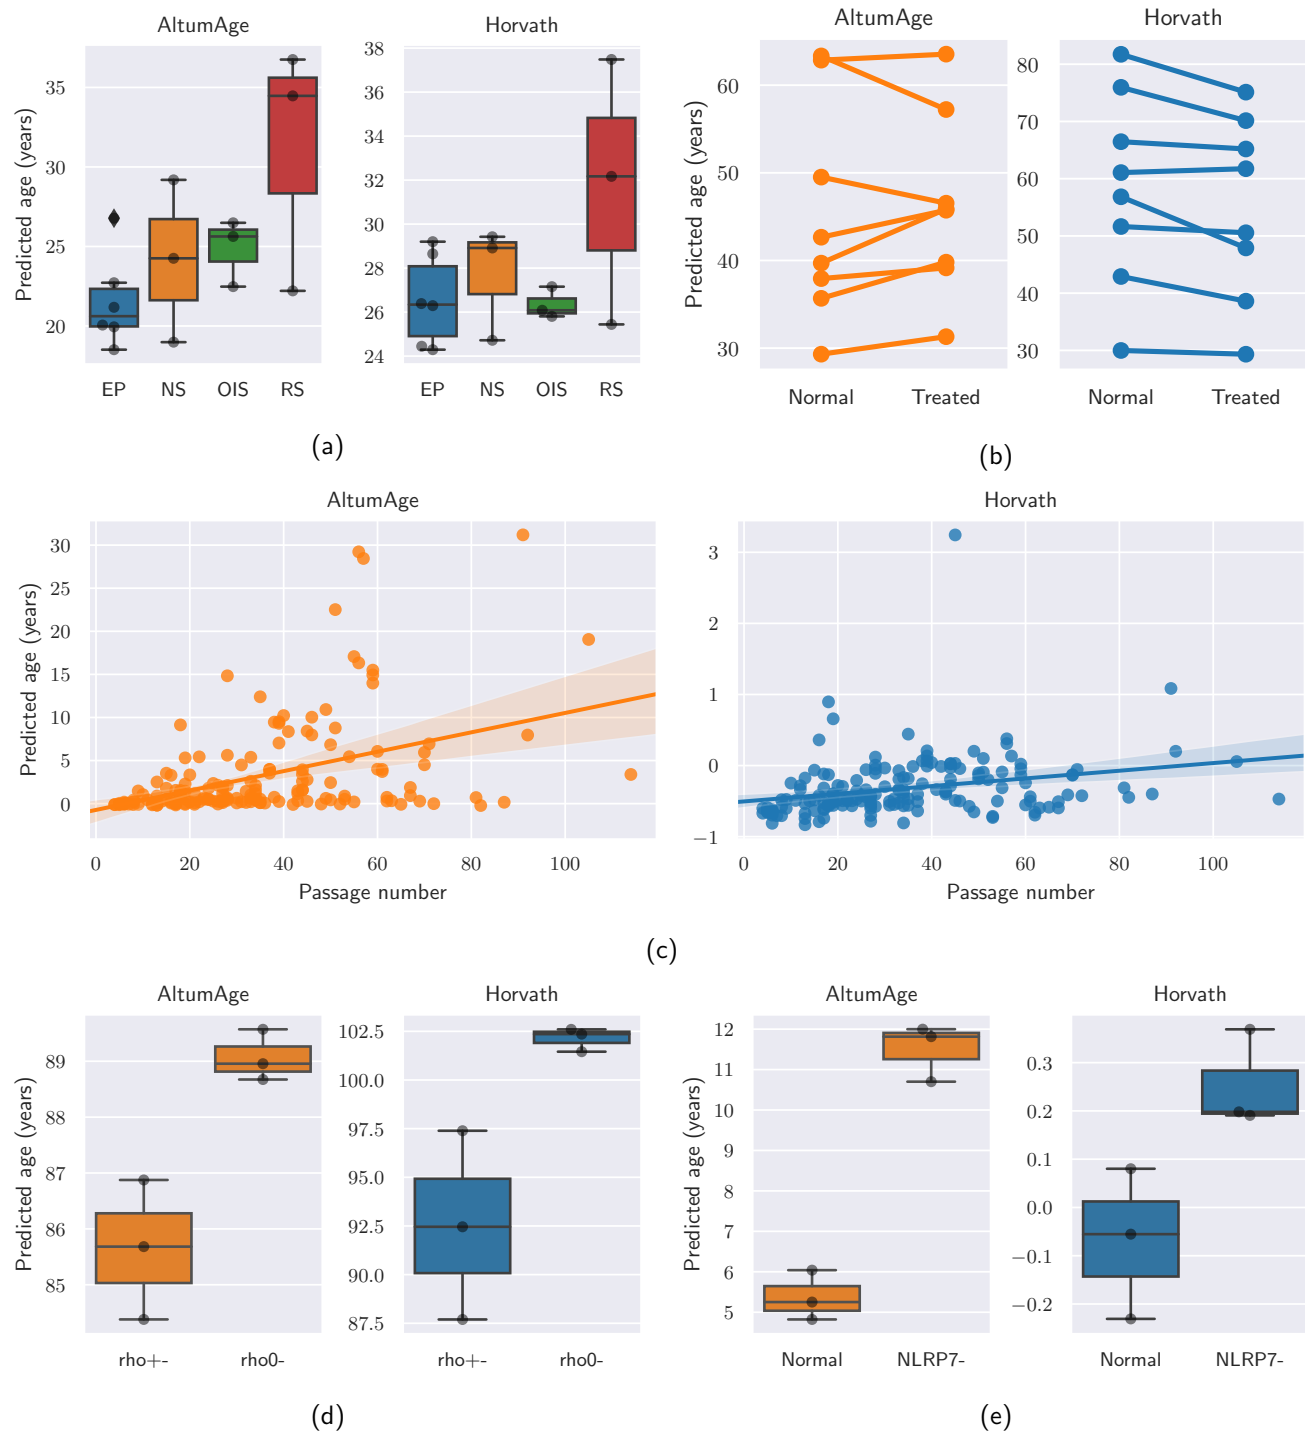 AltumAge
Horvath
Predicted age (years)
35
30
25
20
38
36
34
32
30
28
26
24
EP
NS
OIS
RS
EP
NS
OIS
RS
(a)
AltumAge
Horvath
Predicted age (years)
60
50
40
30
80
70
60
50
40
30
Normal
Treated
Normal
Treated
(b)
AltumAge
Horvath
Predicted age (years)
30
25
20
15
10
5
0
0
20
40
60
80
100
Passage number
3
2
1
0
−1
0
20
40
60
80
100
Passage number
(c)
AltumAge
Horvath
Predicted age (years)
89
88
87
86
85
rho+-
rho0-
102.5
100.0
97.5
95.0
92.5
90.0
87.5
rho+-
rho0-
(d)
AltumAge
Horvath
Predicted age (years)
12
11
10
9
8
7
6
5
Normal
NLRP7-
0.3
0.2
0.1
0.0
−0.1
−0.2
Normal
NLRP7-
(e)